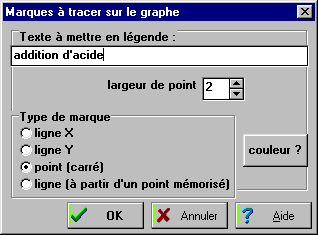 Marques à tracer sur le graphe
Texte à mettre en légende :
addition d'acide
largeur de point 2
Type de marque
ligne X
ligne Y
point (carré)
ligne (à partir d'un point mémorisé)
couleur ?
OK Annuler Aide